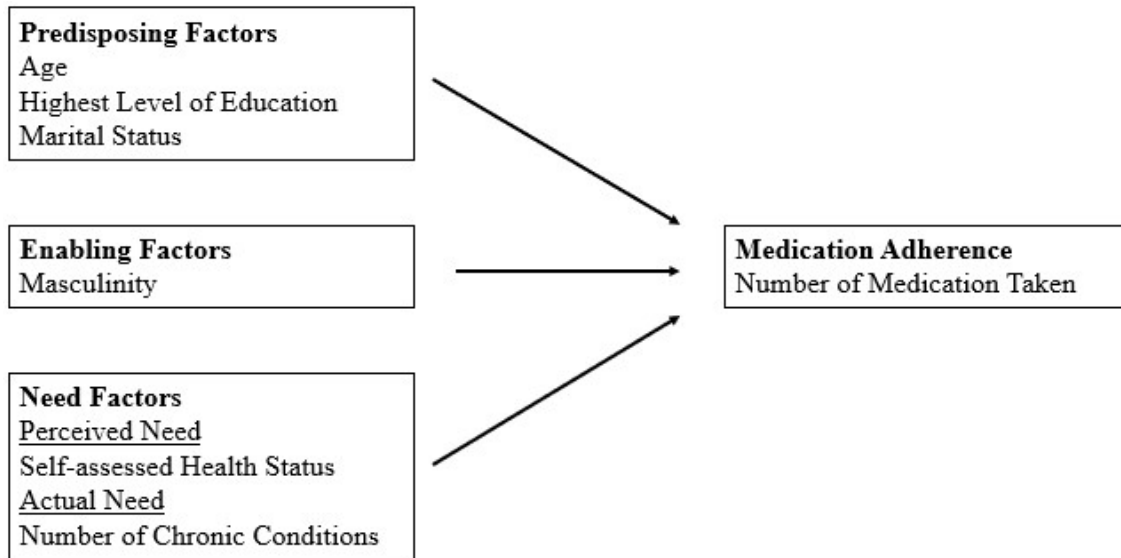 Predisposing Factors
Age
Highest Level of Education
Marital Status
Enabling Factors
Masculinity
Need Factors
Perceived Need
Self-assessed Health Status
Actual Need
Number of Chronic Conditions
Medication Adherence
Number of Medication Taken